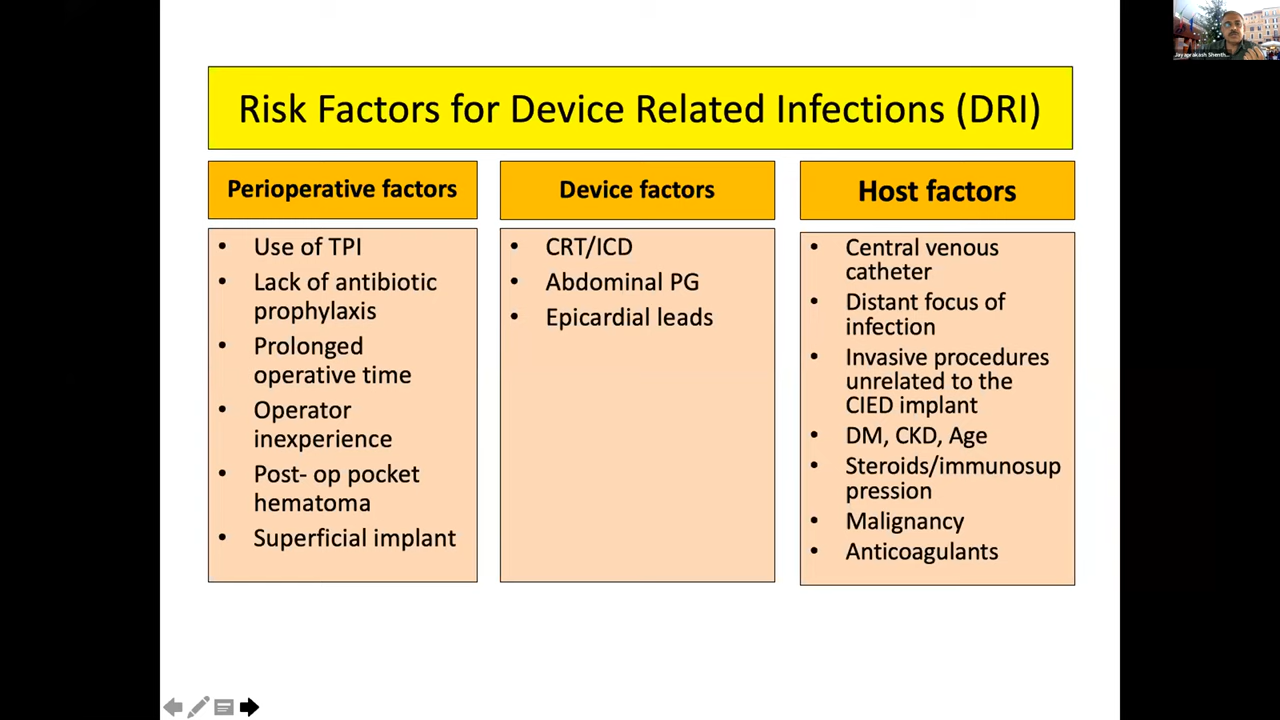 Risk Factors for Device Related Infections (DRI)
Perioperative factors
• Use of TPI
• Lack of antibiotic
prophylaxis
• Prolonged
operative time
• Operator
inexperience
• Post- op pocket
hematoma
• Superficial implant
Device factors
• CRT/ICD
• Abdominal PG
• Epicardial leads
Host factors
• Central venous
catheter
• Distant focus of
infection
• Invasive procedures
unrelated to the
CIED implant
• DM, CKD, Age
• Steroids/immunosup
pression
• Malignancy
• Anticoagulants
Jayaprakash Shenth...